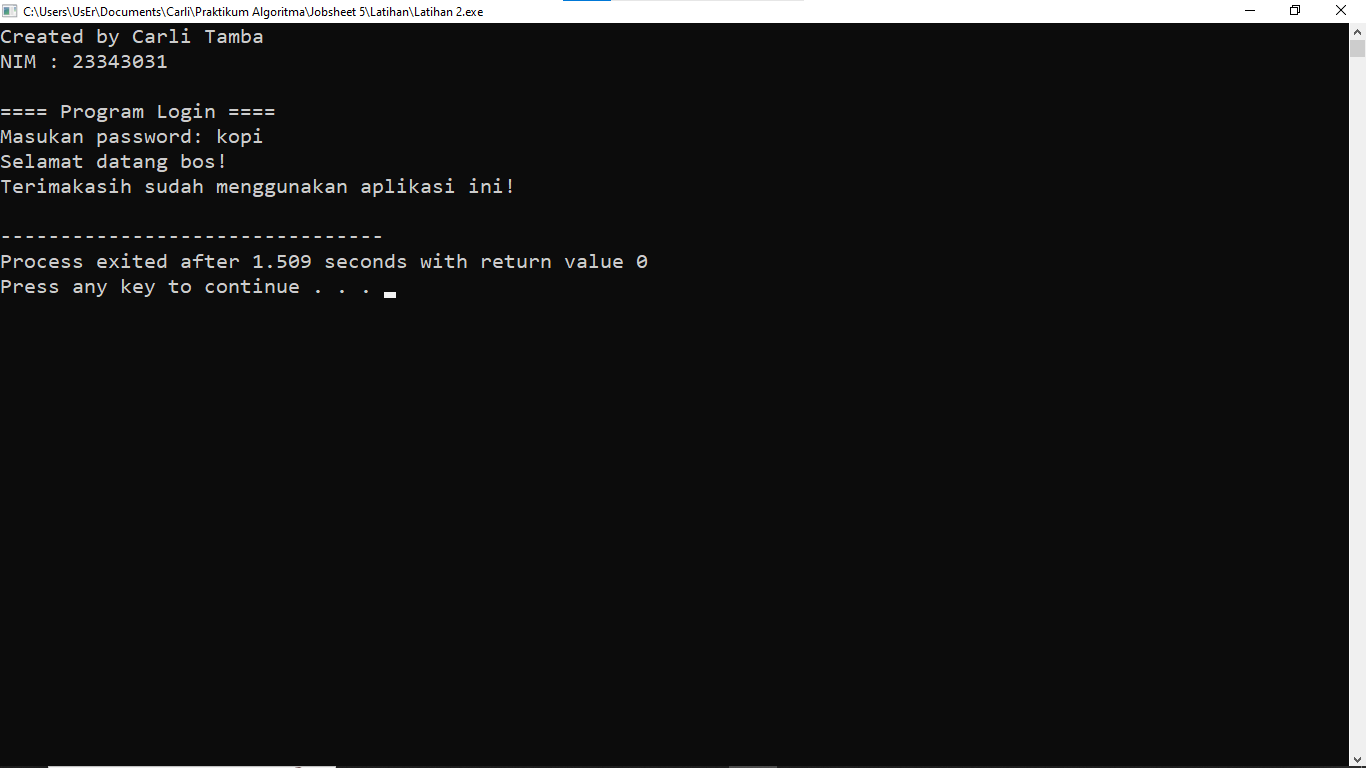 C:\Users\UsEr\Documents\Carli\Praktikum Algoritma\Jobsheet 5\Latihan\Latihan 2.exe
Created by Carli Tamba
NIM : 23343031
==== Program Login ====
Masukan password: kopi
Selamat datang bos!
Terimakasih sudah menggunakan aplikasi ini!
--------------------------------
Process exited after 1.509 seconds with return value 0
Press any key to continue . . .